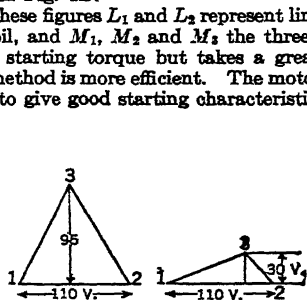 these figures L₁ and L₂ represent lin
oil, and M₁, M₂ and M₃ the three
starting torque but takes a grea
method is more efficient. The moto
to give good starting characteristi
3
95
1 2
110 V.
3
30 V.
1 2
110 V.